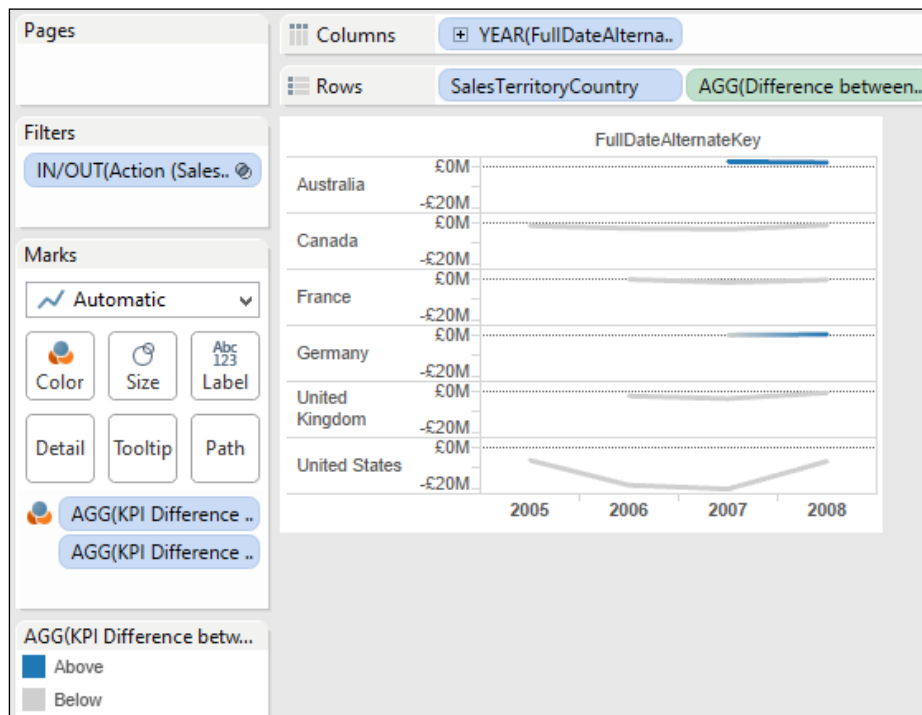 Pages
Columns
YEAR(FullDateAlterna..
Rows
SalesTerritoryCountry
AGG(Difference between..
Filters
IN/OUT(Action (Sales..
Marks
Automatic
Color
Size
Abc
123
Label
Detail
Tooltip
Path
AGG(KPI Difference ..
AGG(KPI Difference ..
AGG(KPI Difference betw...
Above
Below
FullDateAlternateKey
Australia
£0M
-£20M
Canada
£0M
-£20M
France
£0M
-£20M
Germany
£0M
-£20M
United
Kingdom
£0M
-£20M
United States
£0M
-£20M
2005 2006 2007 2008